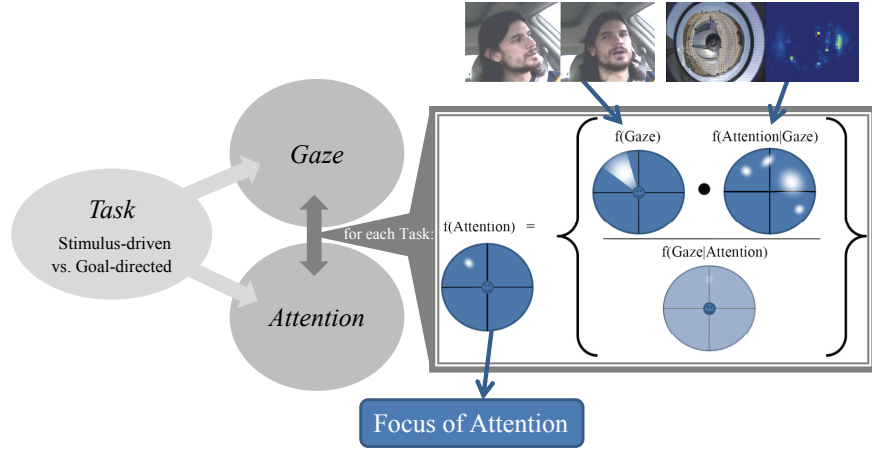 Task
Stimulus-driven
vs. Goal-directed
Gaze
Attention
for each Task:
f(Attention) =
f(Gaze)
f(Attention|Gaze)
f(Gaze|Attention)
Focus of Attention